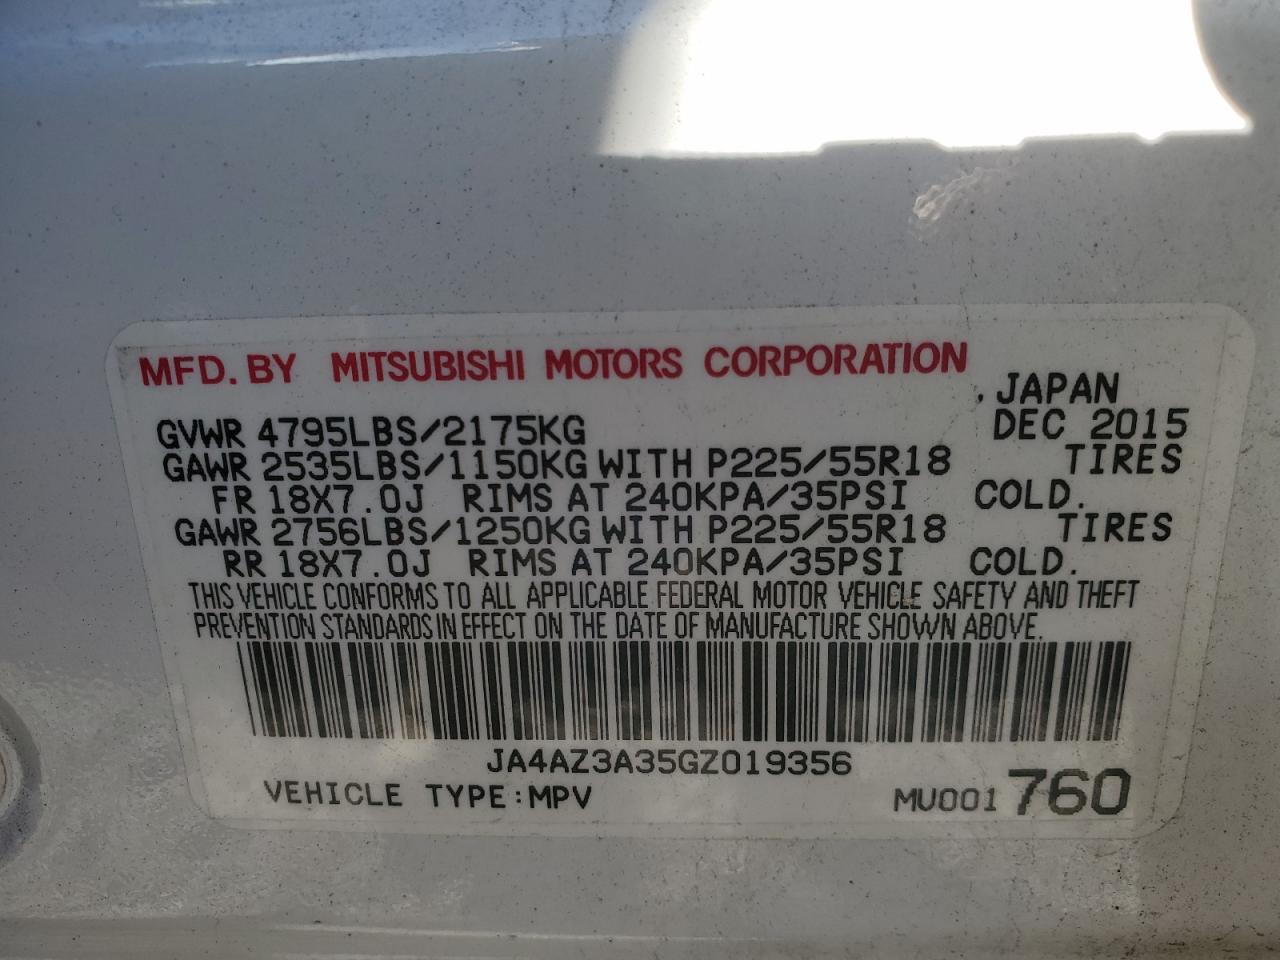 MFD. BY MITSUBISHI MOTORS CORPORATION
, JAPAN
GVWR 4795LBS/2175KG DEC 2015
GAWR 2535LBS/1150KG WITH P225/55R18 TIRES
FR 18X7.0J RIMS AT 240KPA/35PSI COLD.
GAWR 2756LBS/1250KG WITH P225/55R18 TIRES
RR 18X7.0J RIMS AT 240KPA/35PSI COLD.
THIS VEHICLE CONFORMS TO ALL APPLICABLE FEDERAL MOTOR VEHICLE SAFETY AND THEFT
PREVENTION STANDARDS IN EFFECT ON THE DATE OF MANUFACTURE SHOWN ABOVE.
JA4AZ3A35GZ019356
VEHICLE TYPE:MPV MU001 760